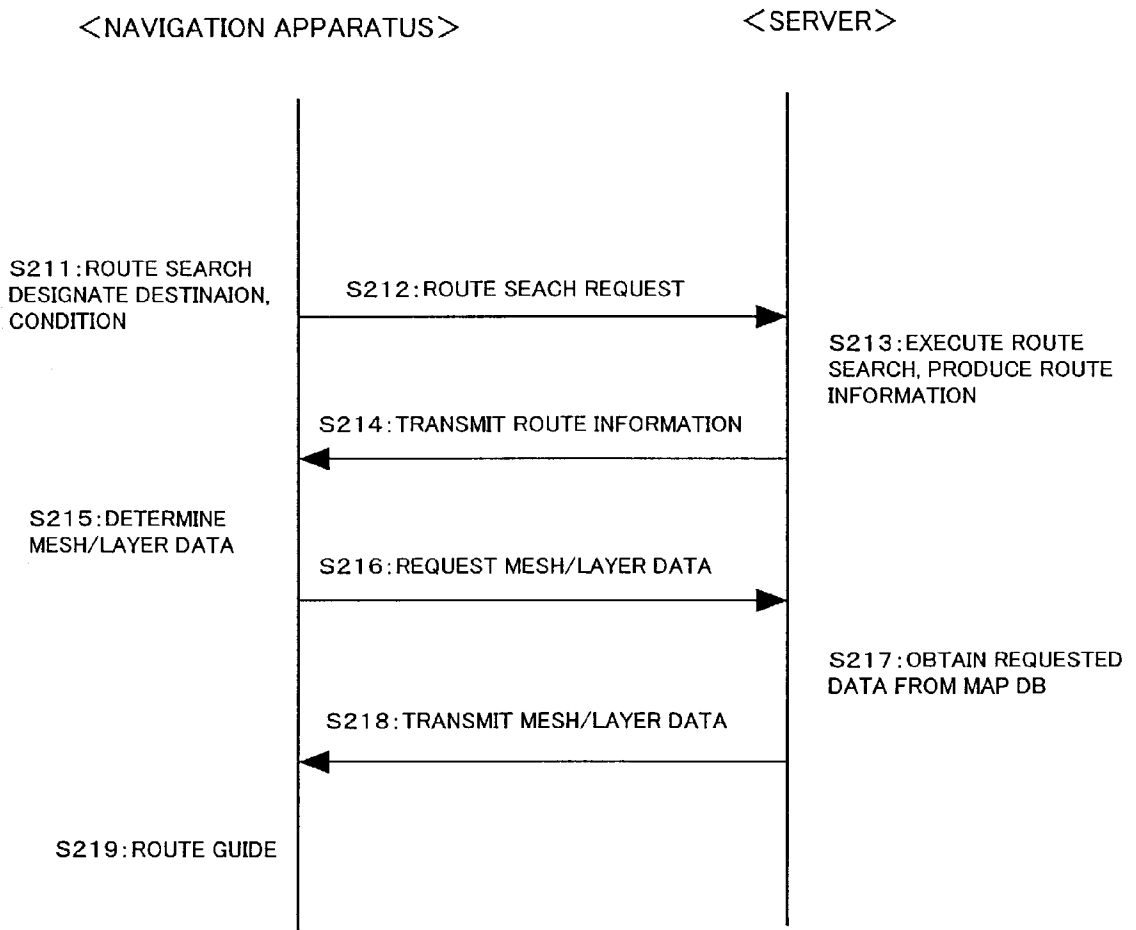 <NAVIGATION APPARATUS>
<SERVER>
S211:ROUTE SEARCH
DESIGNATE DESTINAION,
CONDITION
S212:ROUTE SEACH REQUEST
S213:EXECUTE ROUTE
SEARCH, PRODUCE ROUTE
INFORMATION
S214:TRANSMIT ROUTE INFORMATION
S215:DETERMINE
MESH/LAYER DATA
S216:REQUEST MESH/LAYER DATA
S217:OBTAIN REQUESTED
DATA FROM MAP DB
S218:TRANSMIT MESH/LAYER DATA
S219:ROUTE GUIDE